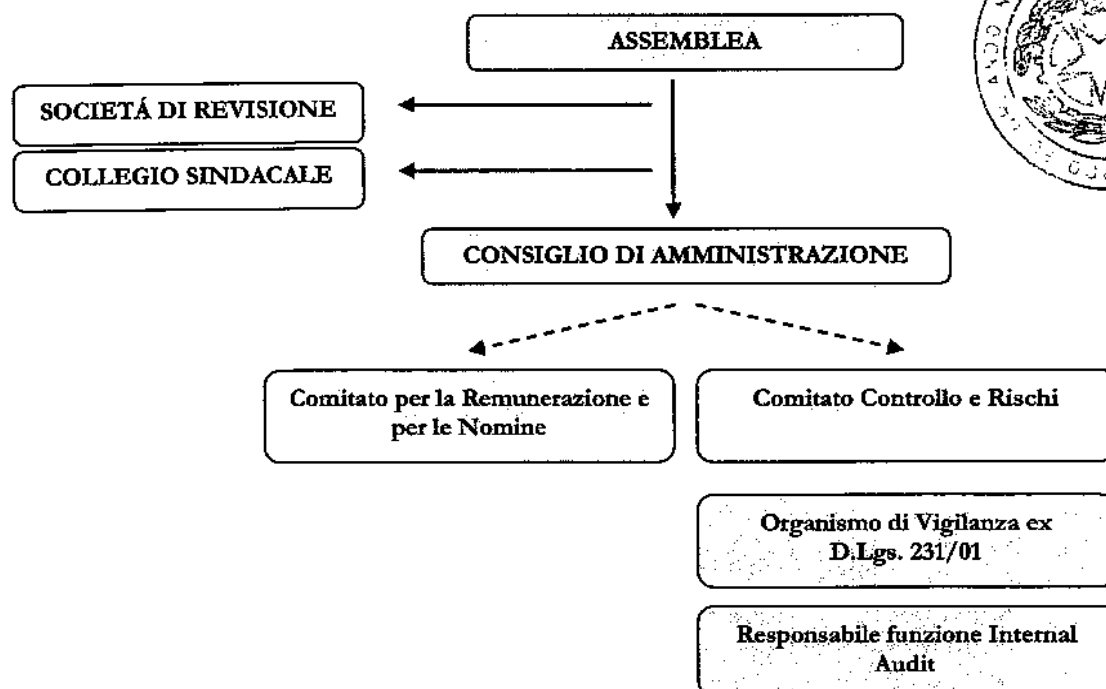 ASSEMBLEA
SOCIETÁ DI REVISIONE
COLLEGIO SINDACALE
CONSIGLIO DI AMMINISTRAZIONE
Comitato per la Remunerazione e
per le Nomine
Comitato Controllo e Rischi
Organismo di Vigilanza ex
D.Lgs. 231/01
Responsabile funzione Internal
Audit